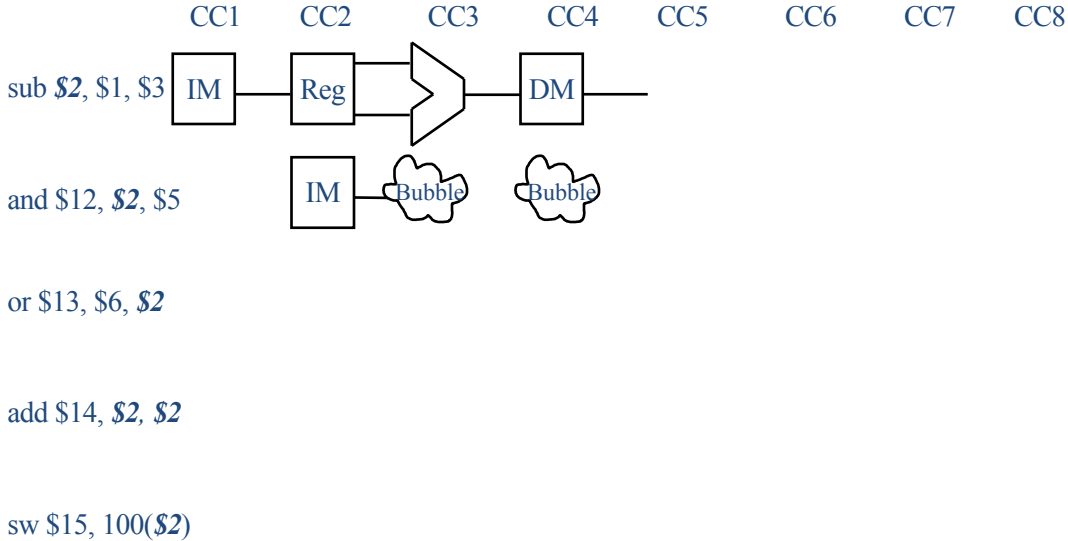 CC1 CC2 CC3 CC4 CC5 CC6 CC7 CC8
sub $2, $1, $3 IM Reg DM
and $12, $2, $5 IM Bubble Bubble
or $13, $6, $2
add $14, $2, $2
sw $15, 100($2)